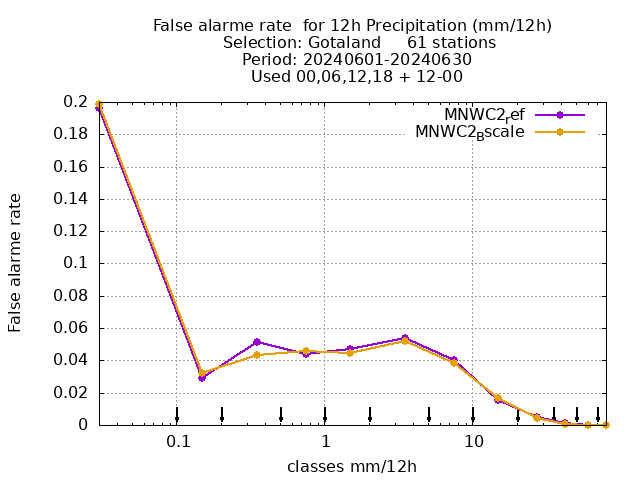 False alarme rate  for 12h Precipitation (mm/12h)
Selection: Gotaland     61 stations
Period: 20240601-20240630
Used 00,06,12,18 + 12-00
MNWC2ref
MNWC2Bscale
0.2
0.18
0.16
0.14
0.12
0.1
0.08
0.06
0.04
0.02
0
False alarme rate
0.1
1
10
classes mm/12h